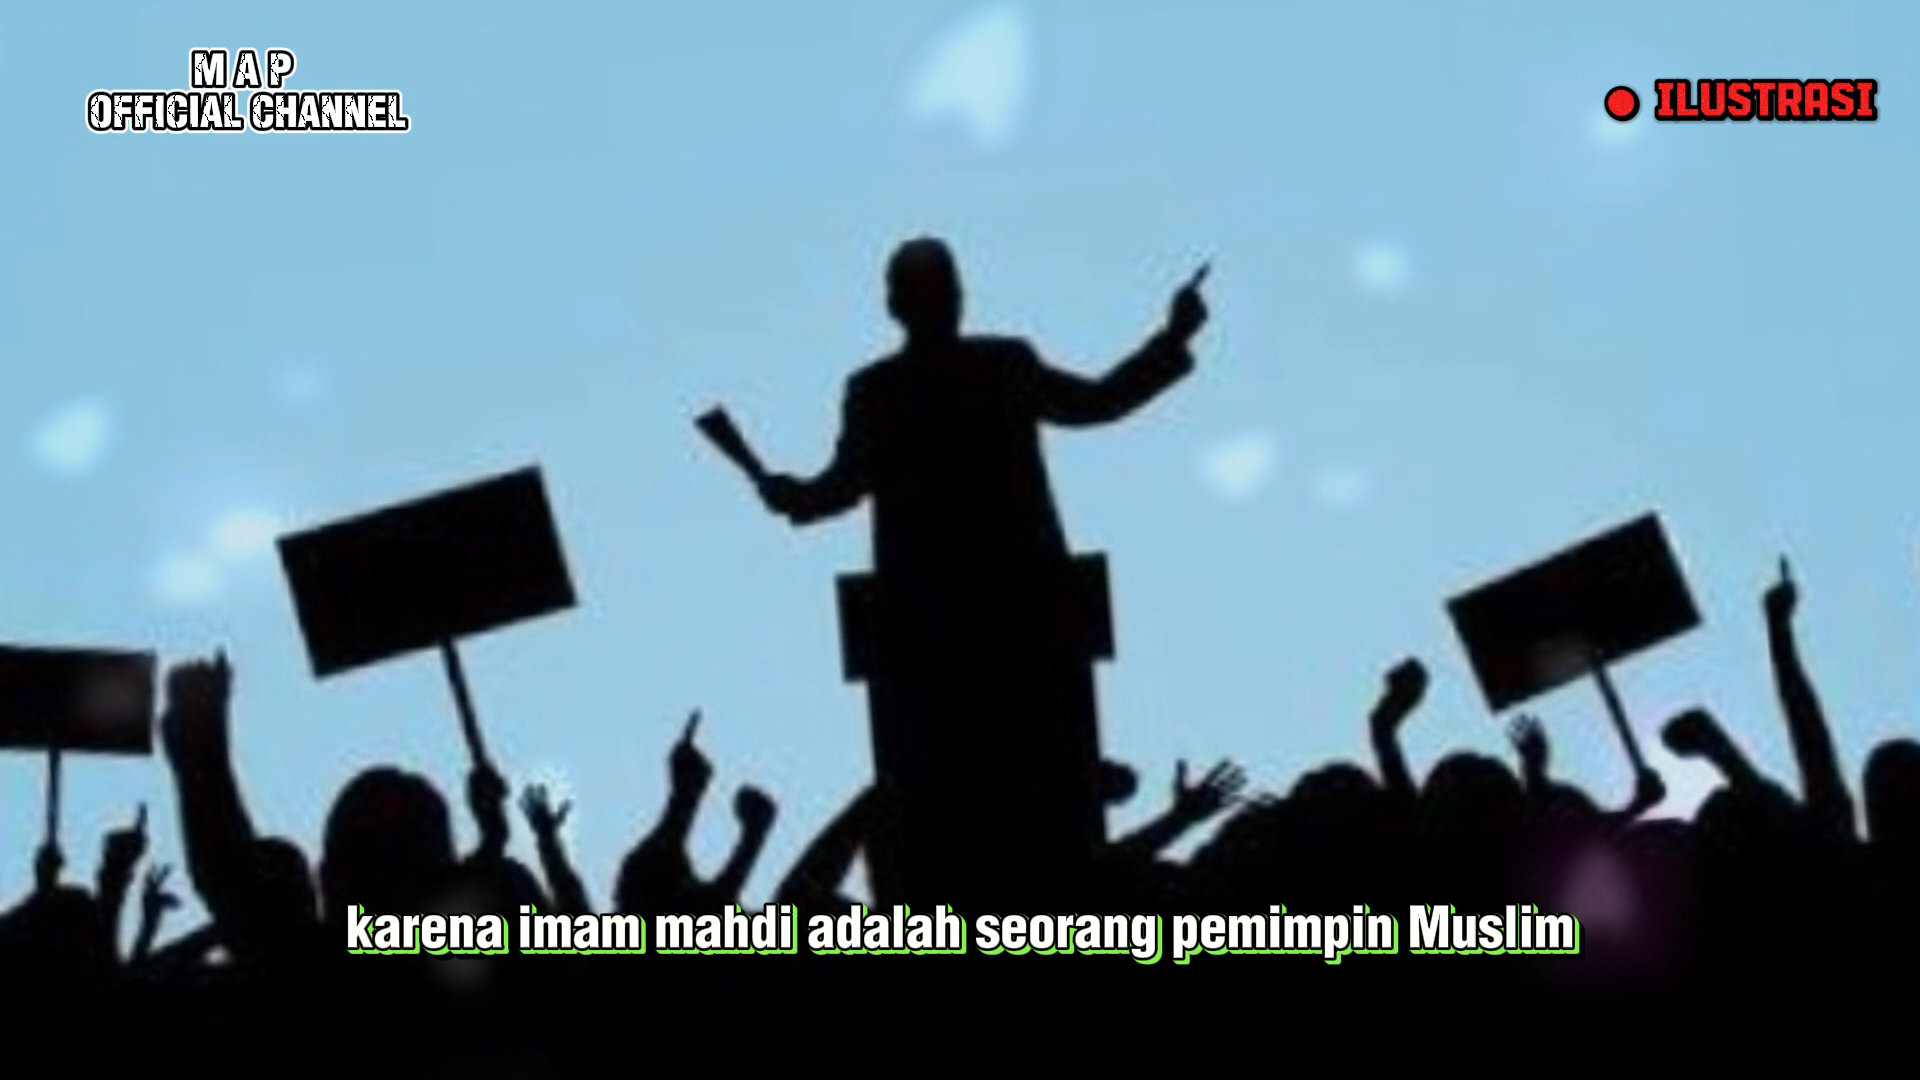 M A P
OFFICIAL CHANNEL
ILUSTRASI
karena imam mahdi adalah seorang pemimpin Muslim